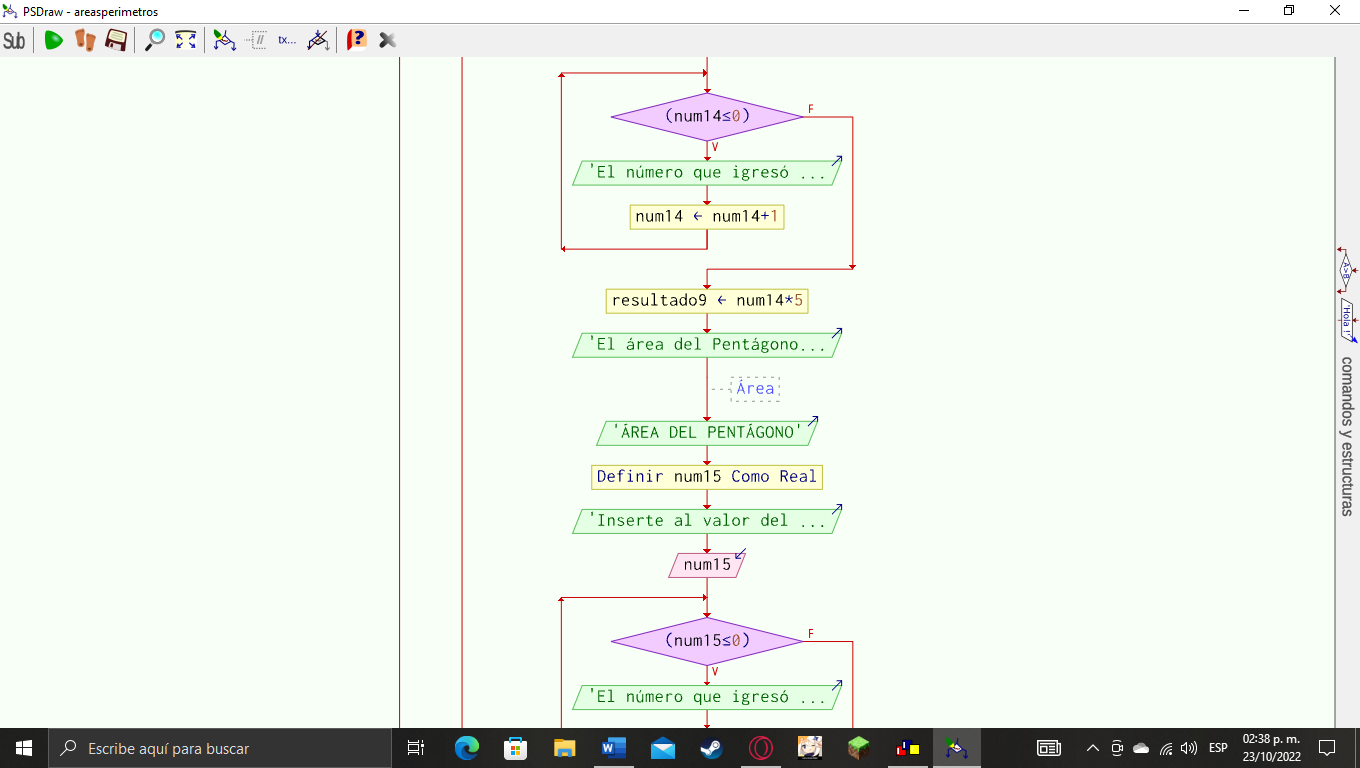 PSDraw - areasperimetros
Sub
//
tx...
?
(num14≤0)
F
V
'El número que igresó ...
num14 ← num14+1
resultado9 ← num14*5
'El área del Pentágono...
Área
'ÁREA DEL PENTÁGONO'
Definir num15 Como Real
'Inserte al valor del ...
num15
(num15≤0)
F
V
'El número que igresó ...
A>B
'Hola !'
comandos y estructuras
Escribe aquí para buscar
W
ESP
02:38 p. m.
23/10/2022